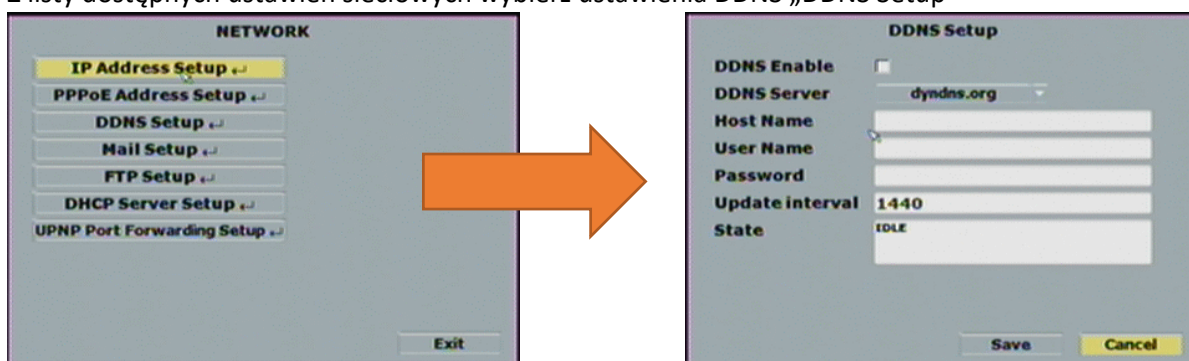 Z listy dostępnych ustawień sieciowych wybierz ustawienia DDNS „DDNS Setup”
NETWORK
IP Address Setup
PPPoE Address Setup
DDNS Setup
Mail Setup
FTP Setup
DHCP Server Setup
UPNP Port Forwarding Setup
Exit
DDNS Setup
DDNS Enable
DDNS Server dyndns.org
Host Name
User Name
Password
Update interval 1440
State IDLE
Save Cancel